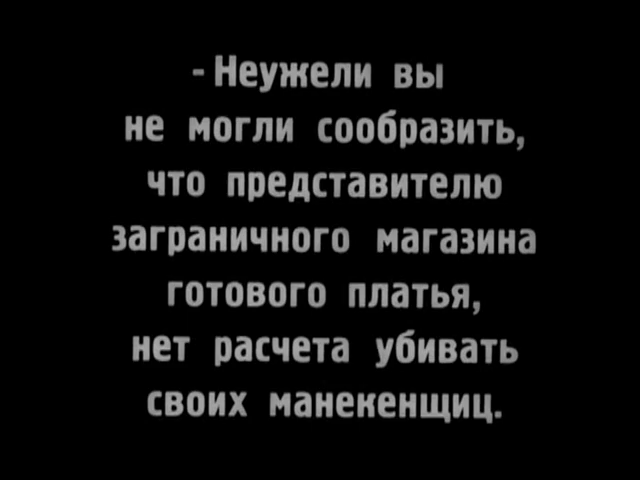 - Неужели вы
не могли сообразить,
что представителю
заграничного магазина
готового платья,
нет расчета убивать
своих манекенщиц.